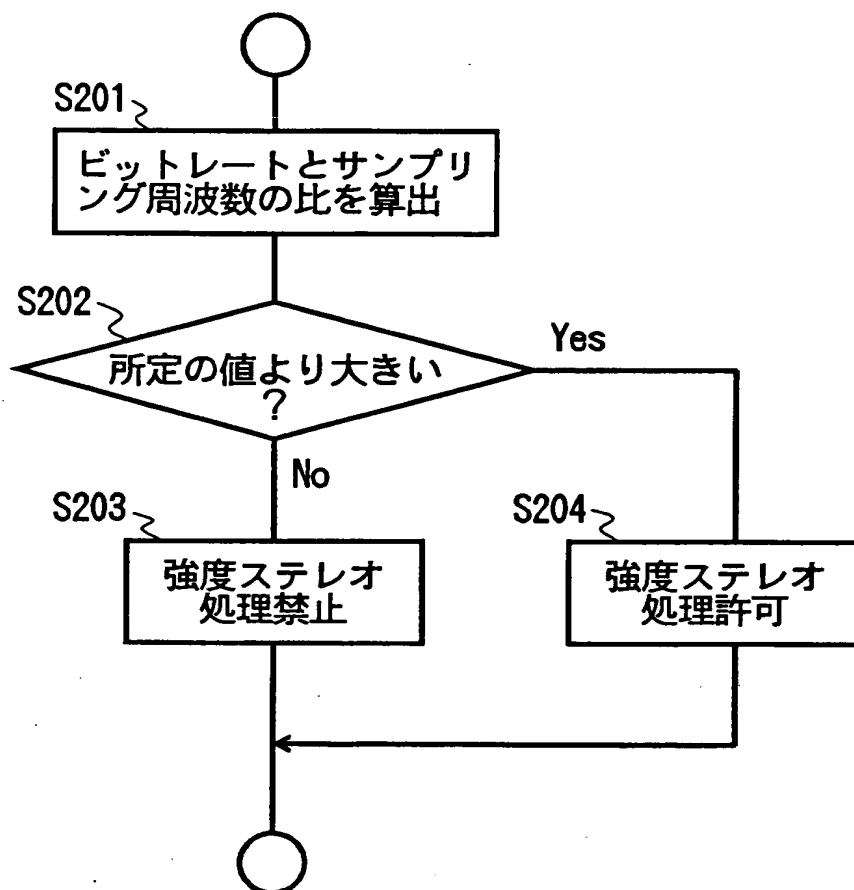 S201
ビットレートとサンプリ
ング周波数の比を算出
S202
所定の値より大きい
?
Yes
No
S203
強度ステレオ
処理禁止
S204
強度ステレオ
処理許可